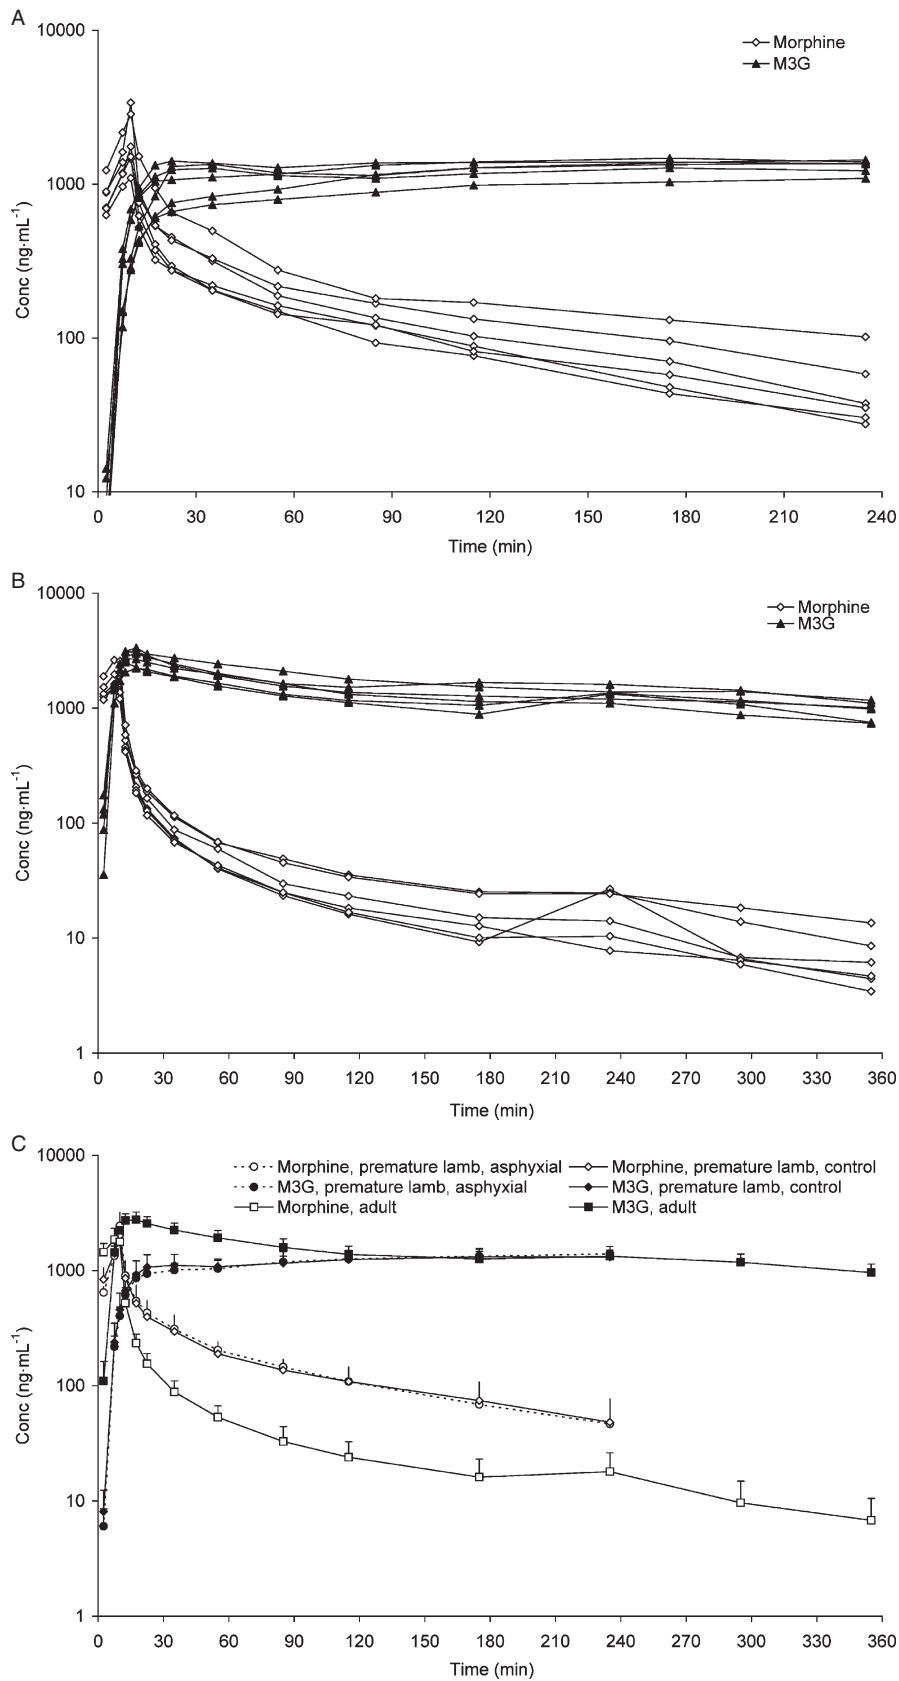 A
10000
Morphine
M3G
1000
Conc (ng·mL⁻¹)
100
10
0 30 60 90 120 150 180 210 240
Time (min)
B
10000
Morphine
M3G
1000
Conc (ng·mL⁻¹)
100
10
1
0 30 60 90 120 150 180 210 240 270 300 330 360
Time (min)
C
10000
Morphine, premature lamb, asphyxial Morphine, premature lamb, control
M3G, premature lamb, asphyxial M3G, premature lamb, control
Morphine, adult M3G, adult
1000
Conc (ng·mL⁻¹)
100
10
1
0 30 60 90 120 150 180 210 240 270 300 330 360
Time (min)